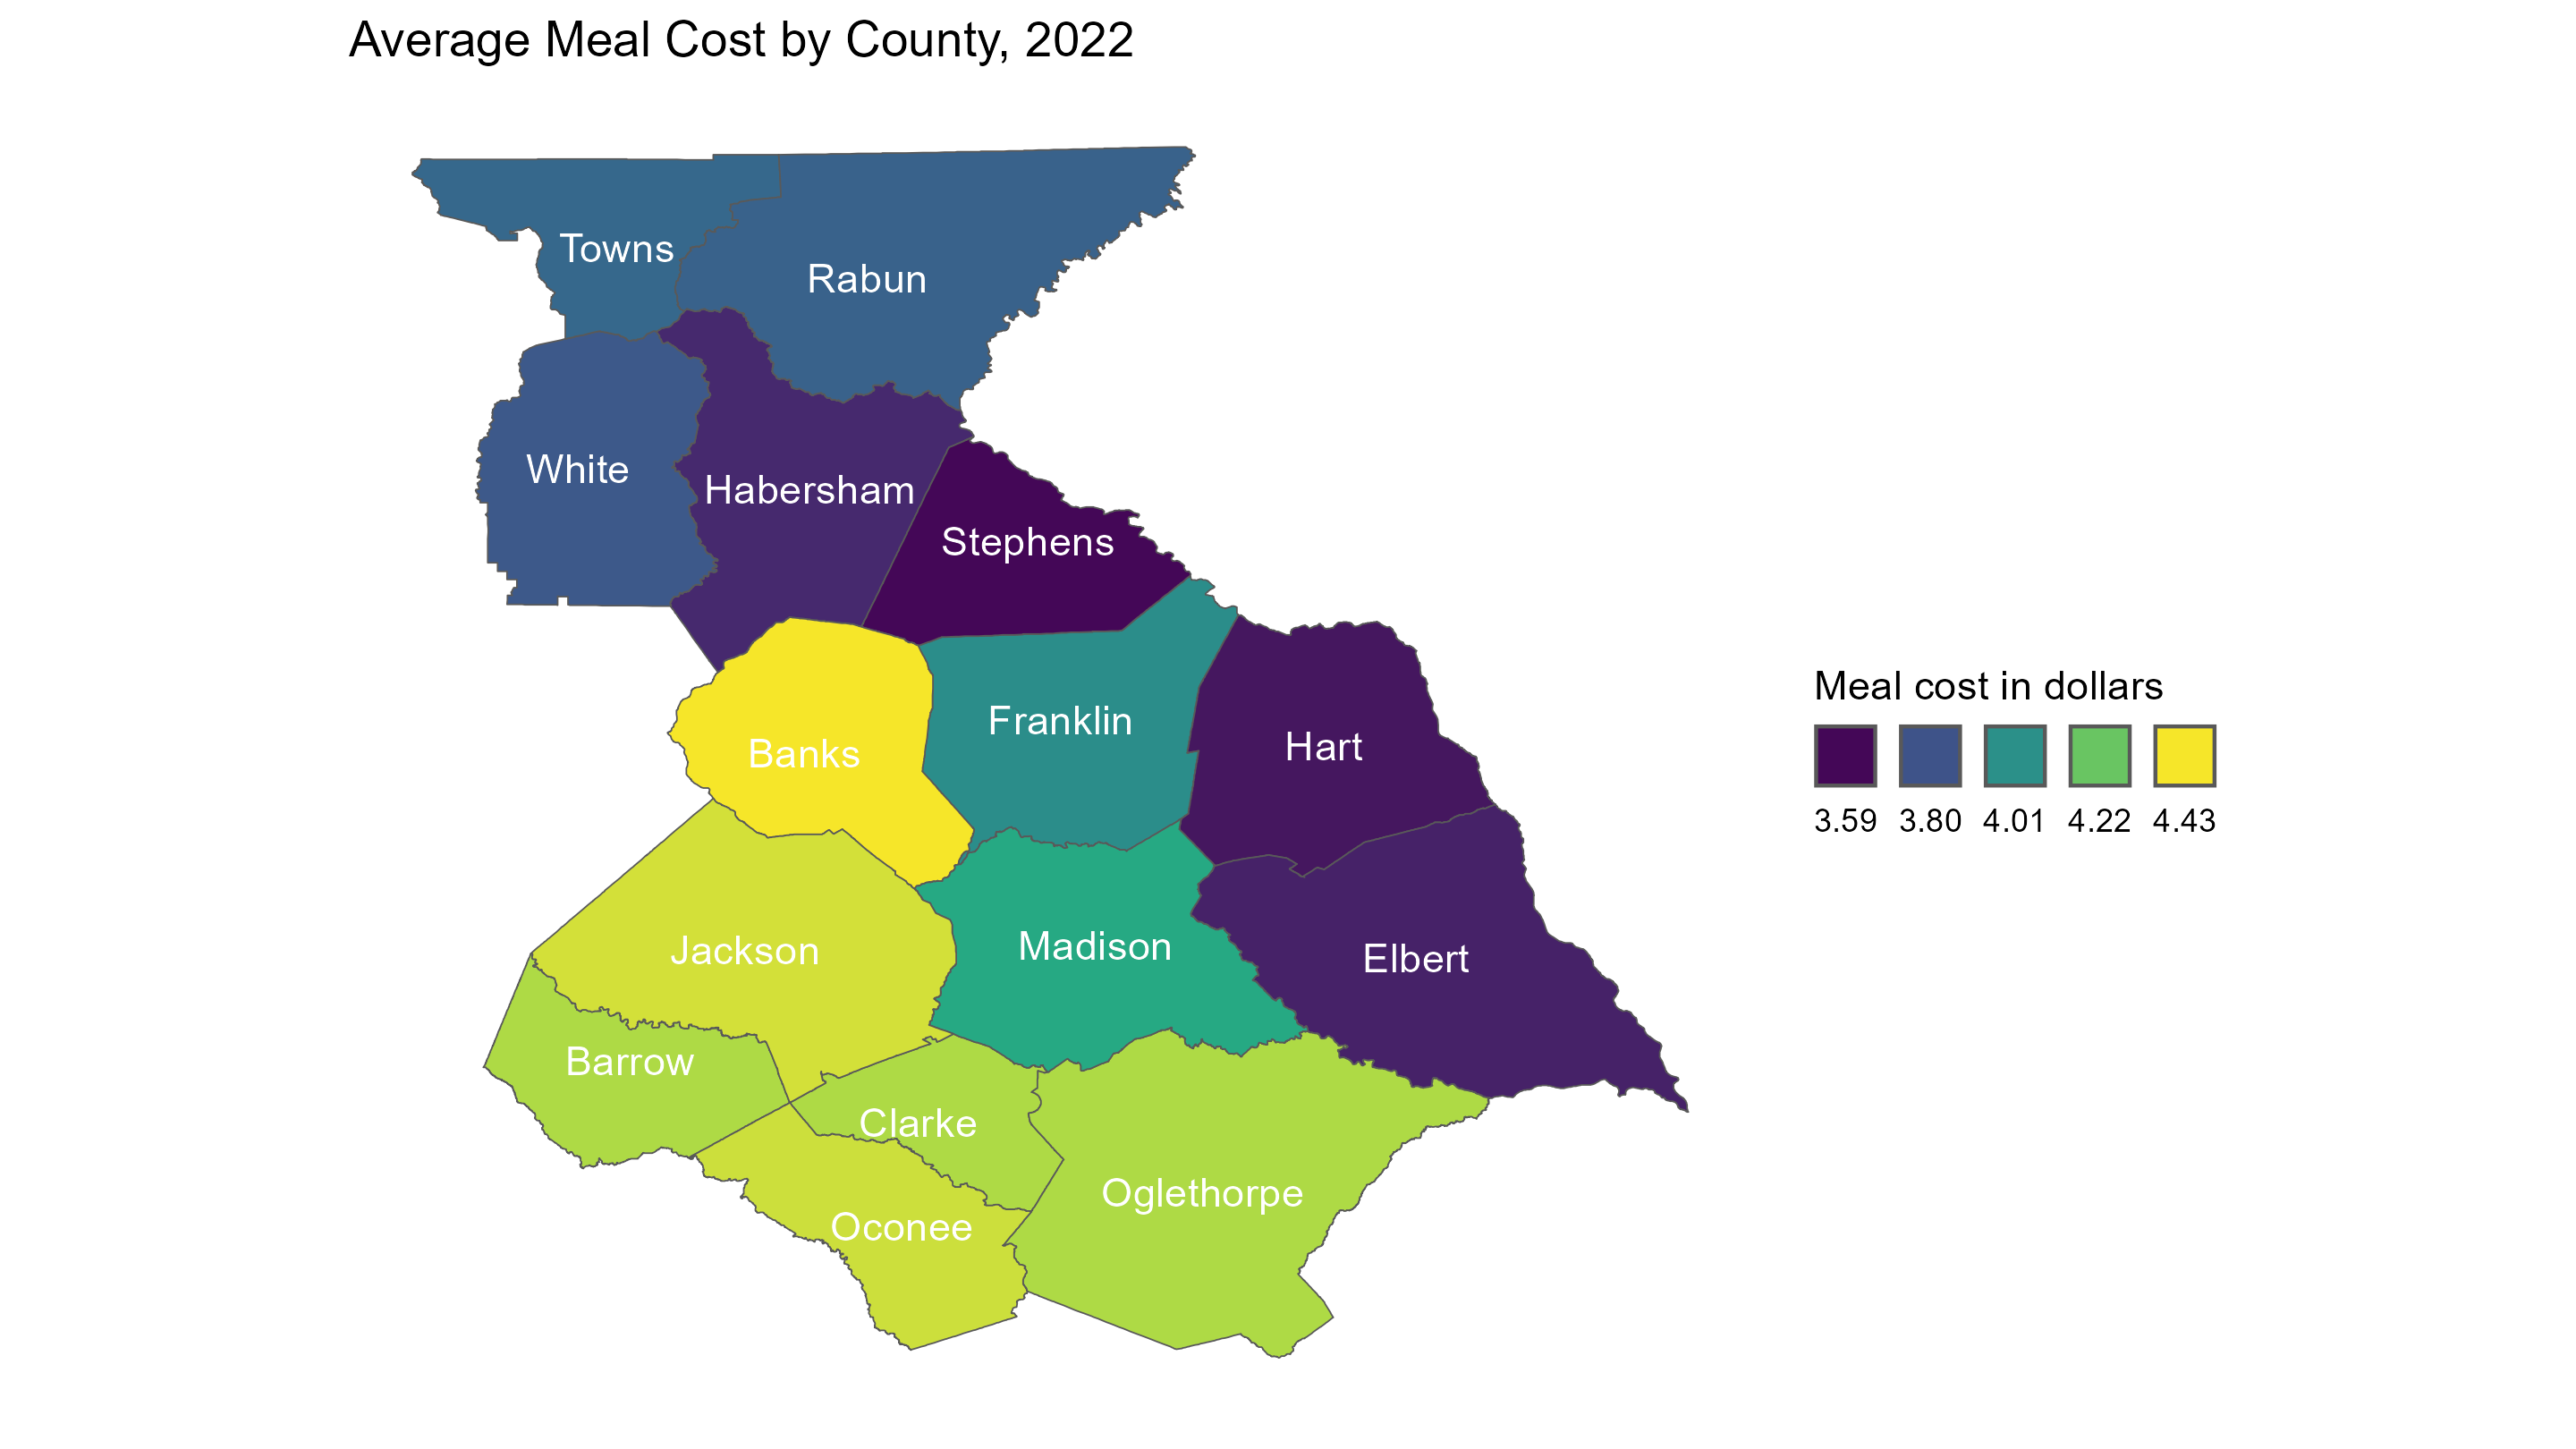 Average Meal Cost by County, 2022
Towns
Rabun
White
Habersham
Stephens
Franklin
Hart
Banks
Jackson
Madison
Elbert
Barrow
Clarke
Oglethorpe
Oconee
Meal cost in dollars
3.59 3.80 4.01 4.22 4.43